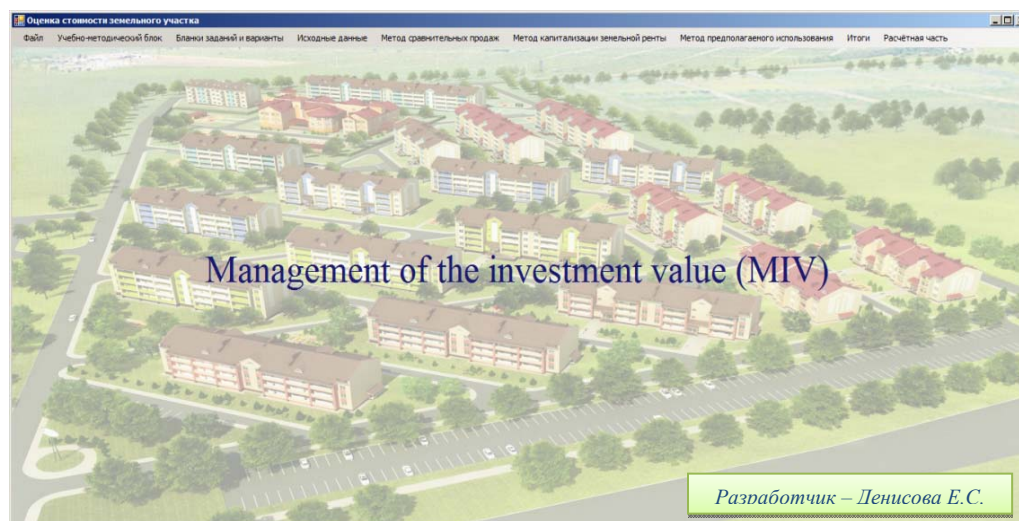 Оценка стоимости земельного участка
Файл Учебно-методический блок Бланки заданий и варианты Исходные данные Метод сравнительных продаж Метод капитализации земельной ренты Метод предполагаемого использования Итоги Расчётная часть
Management of the investment value (MIV)
Разработчик – Денисова Е.С.